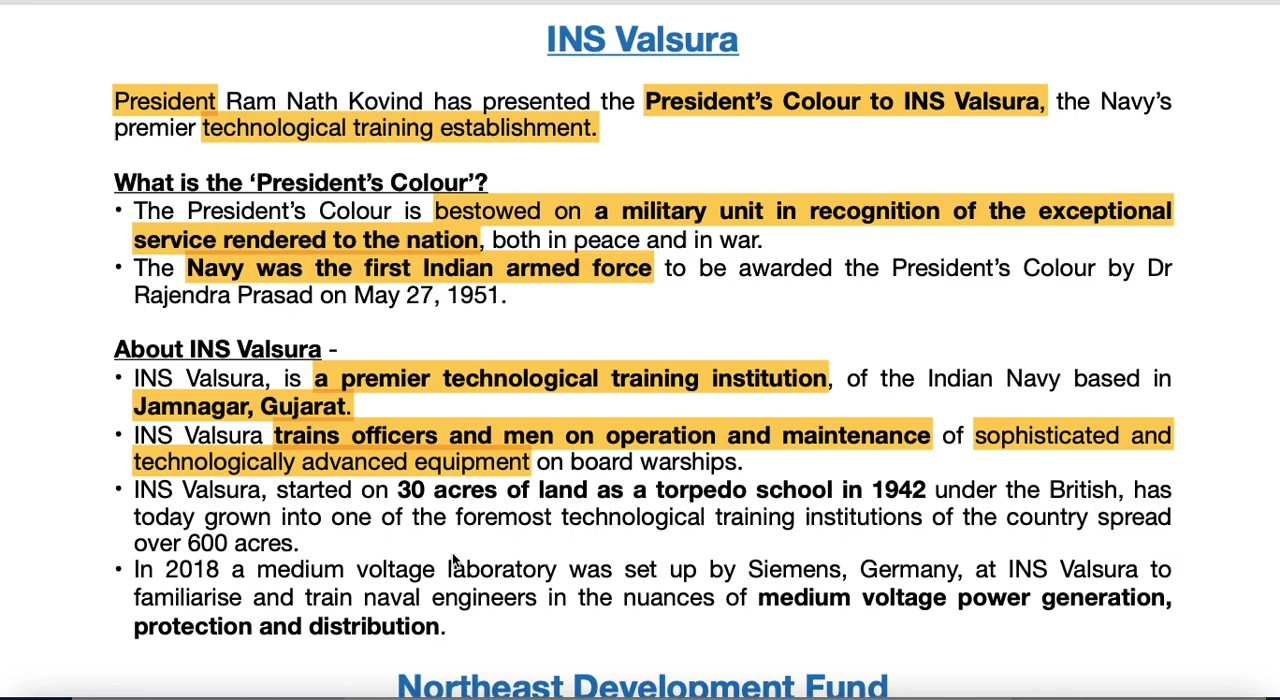 INS Valsura
President Ram Nath Kovind has presented the President’s Colour to INS Valsura, the Navy’s
premier technological training establishment.
What is the ‘President’s Colour’?
• The President’s Colour is bestowed on a military unit in recognition of the exceptional
service rendered to the nation, both in peace and in war.
• The Navy was the first Indian armed force to be awarded the President’s Colour by Dr
Rajendra Prasad on May 27, 1951.
About INS Valsura -
• INS Valsura, is a premier technological training institution, of the Indian Navy based in
Jamnagar, Gujarat.
• INS Valsura trains officers and men on operation and maintenance of sophisticated and
technologically advanced equipment on board warships.
• INS Valsura, started on 30 acres of land as a torpedo school in 1942 under the British, has
today grown into one of the foremost technological training institutions of the country spread
over 600 acres.
• In 2018 a medium voltage laboratory was set up by Siemens, Germany, at INS Valsura to
familiarise and train naval engineers in the nuances of medium voltage power generation,
protection and distribution.
Northeast Development Fund